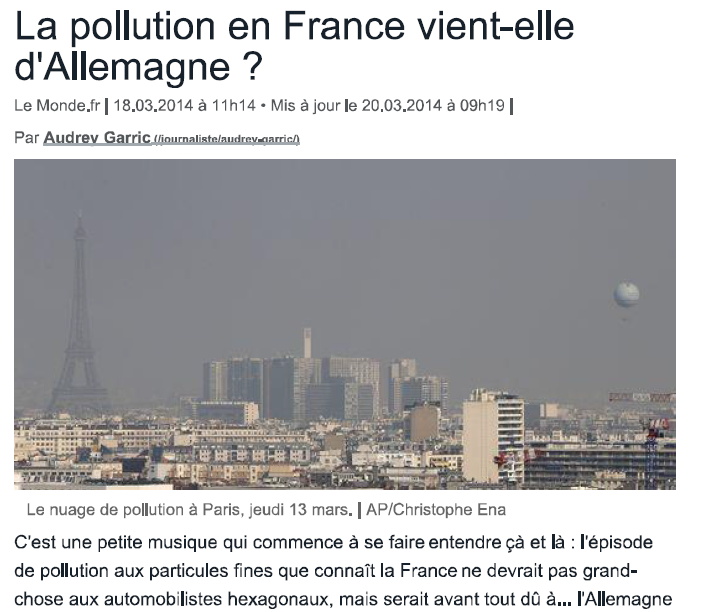 La pollution en France vient-elle
d'Allemagne ?
Le Monde.fr | 18.03.2014 à 11h14 • Mis à jour le 20.03.2014 à 09h19 |
Par Audrey Garric (/journaliste/audrey-garric/)
Le nuage de pollution à Paris, jeudi 13 mars. | AP/Christophe Ena
C'est une petite musique qui commence à se faire entendre çà et là : l'épisode
de pollution aux particules fines que connaît la France ne devrait pas grand-
chose aux automobilistes hexagonaux, mais serait avant tout dû à... l'Allemagne